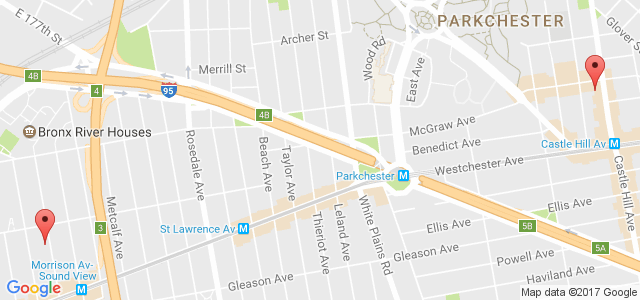 E 177th St
Archer St
Wood Rd
PARKCHESTER
Glover St
Merrill St
4B
4
95
East Ave
4B
McGraw Ave
Benedict Ave
Bronx River Houses
Rosedale Ave
Beach Ave
Taylor Ave
Castle Hill Av. M
Westchester Ave
Parkchester M
Castle Hill Ave
Metcalf Ave
3
St Lawrence Av. M
Thieriot Ave
Leland Ave
White Plains Rd
Ellis Ave
Ellis Ave
5B
5A
Gleason Ave
Powell Ave
Morrison Av-
Sound View
M
Gleason Ave
Haviland Ave
Google
Map data ©2017 Google